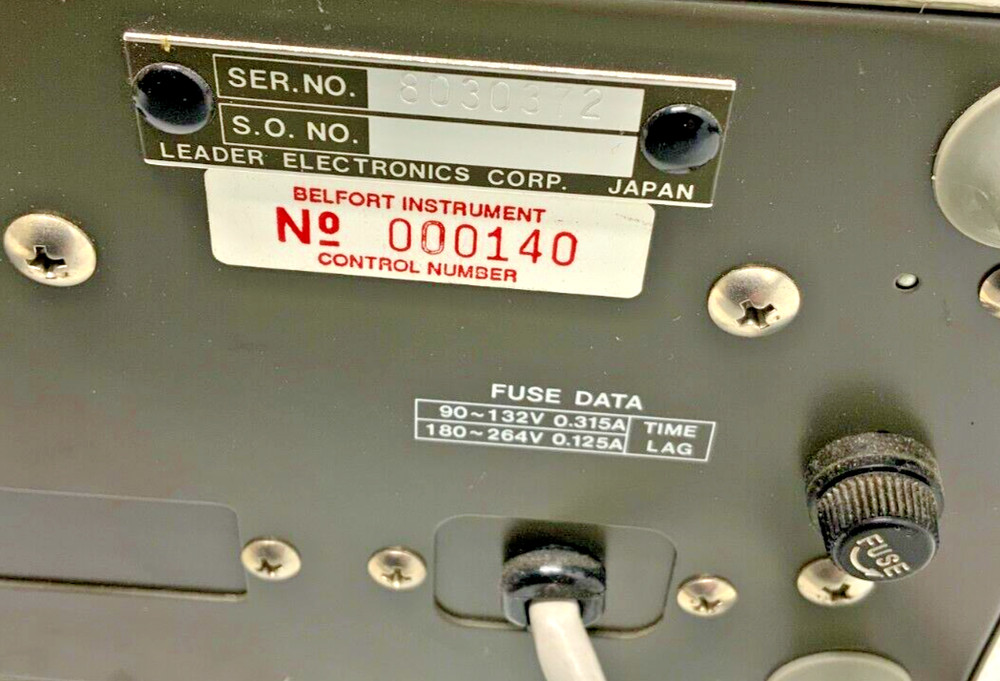 SER.NO.
S.O. NO.
LEADER ELECTRONICS CORP. JAPAN
BELFORT INSTRUMENT
Nº 000140
CONTROL NUMBER
FUSE DATA
90~132V 0.315A
180~264V 0.125A
TIME
LAG
FUSE